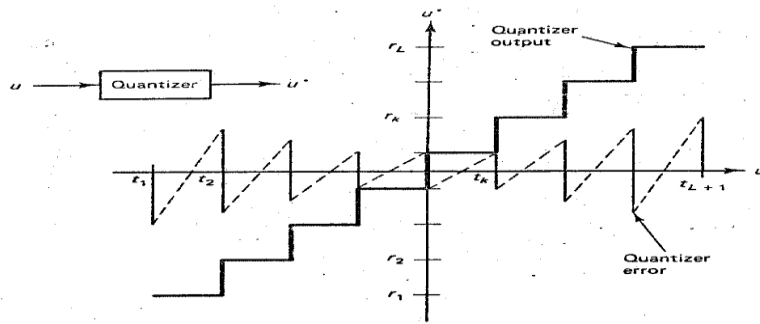 u˙
Quantizer
output
r_L
u
Quantizer
u˙
r_k
t_1
t_2
t_k
t_L + 1
u
Quantizer
error
r_2
r_1